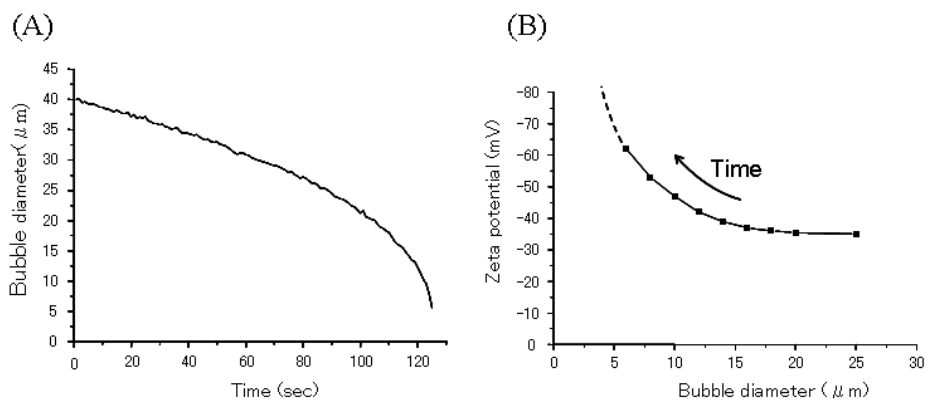 (A)
Bubble diameter(μm)
45
40
35
30
25
20
15
10
5
0
0 20 40 60 80 100 120
Time (sec)
(B)
Zeta potential (mV)
-80
-70
-60
-50
-40
-30
-20
-10
0
Time
0 5 10 15 20 25 30
Bubble diameter (μm)